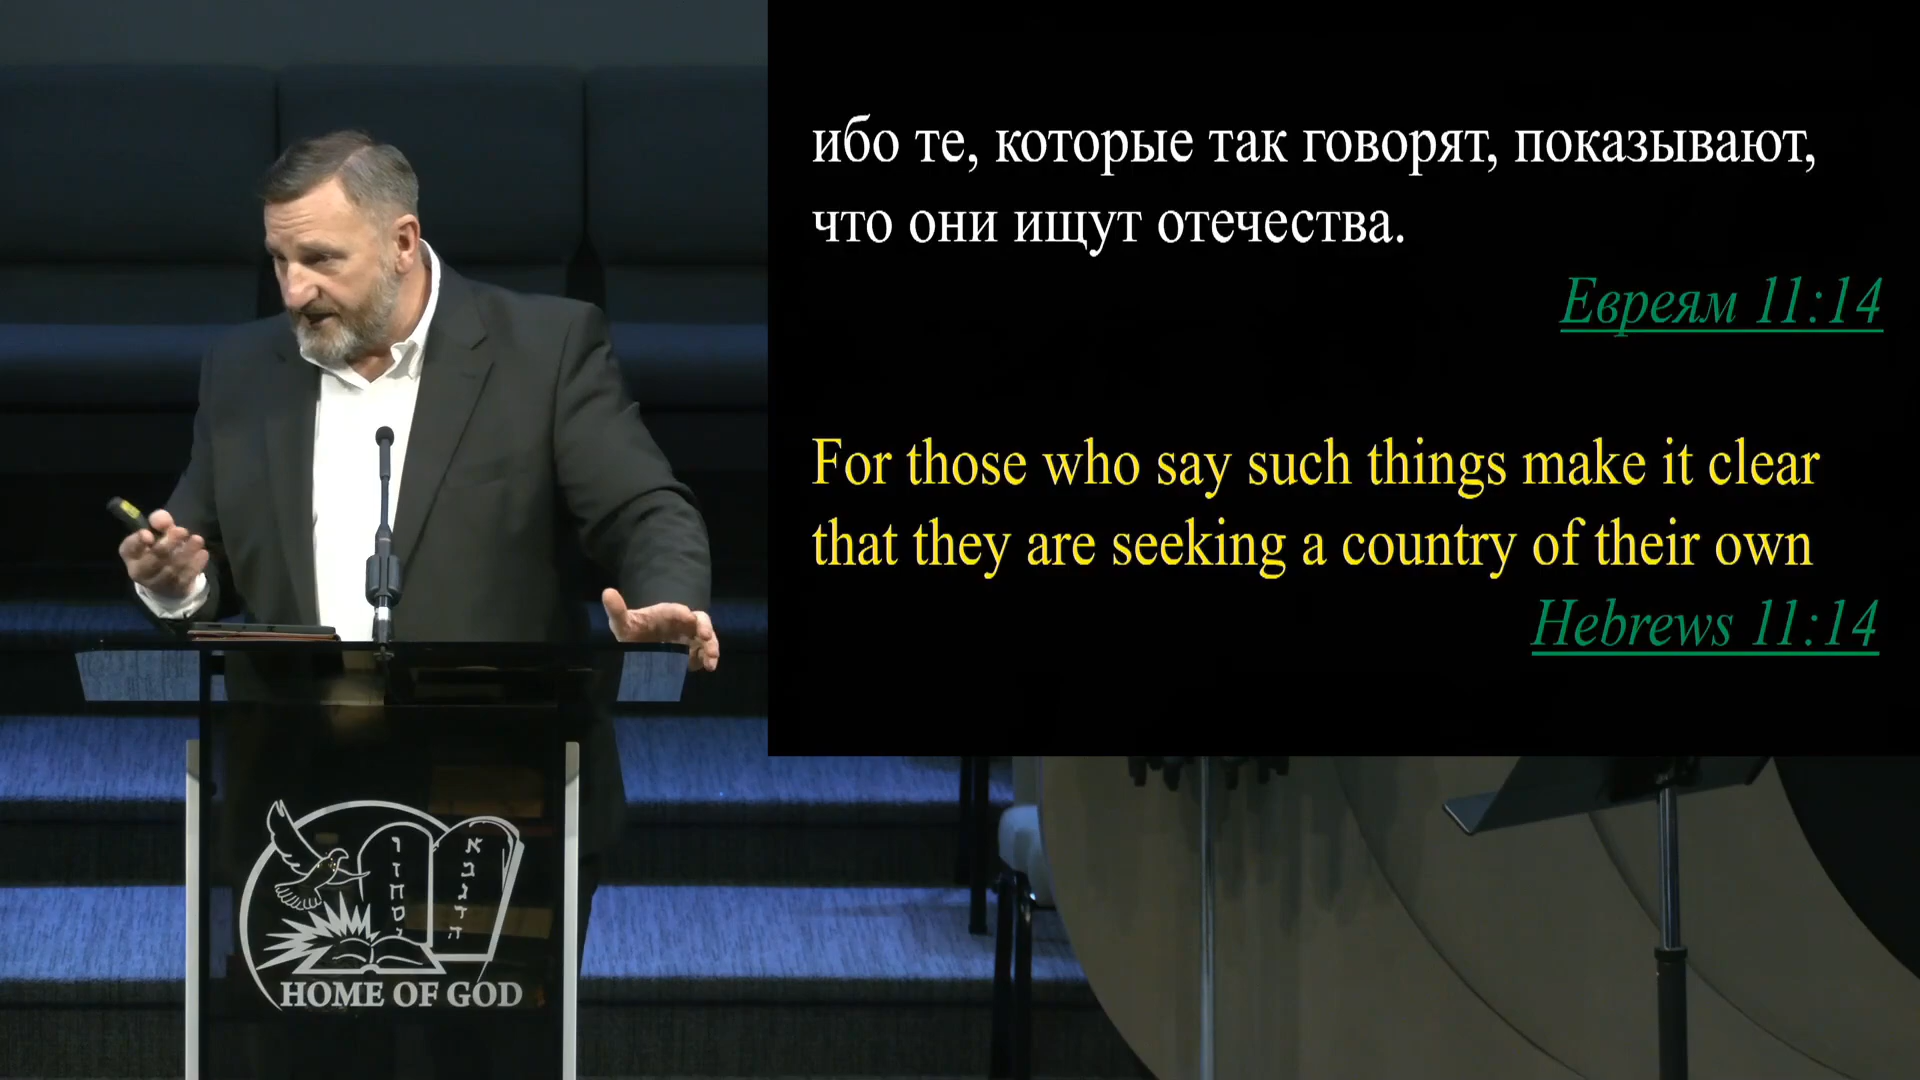 ибо те, которые так говорят, показывают,
что они ищут отечества.
Евреям 11:14
For those who say such things make it clear
that they are seeking a country of their own
Hebrews 11:14
ו א
ז ב
ח ג
ט ד
י ה
HOME OF GOD